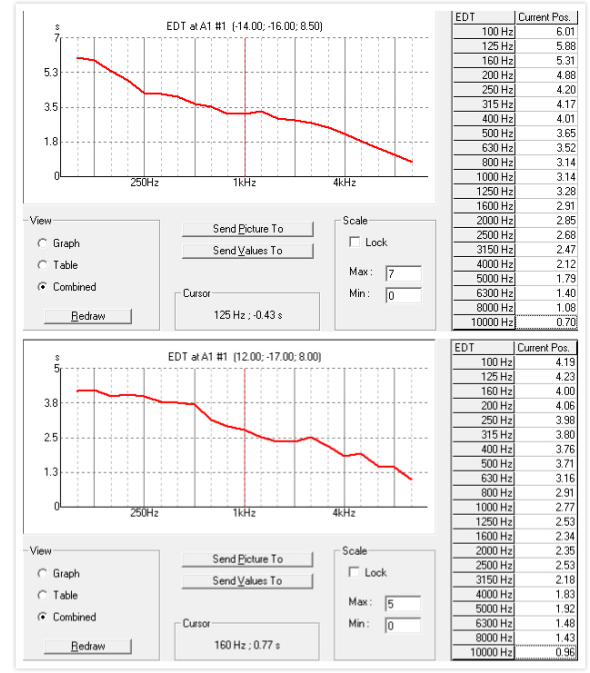 EDT at A1 #1 (-14.00; -16.00; 8.50)
s
7
5.3
3.5
1.8
0
250Hz 1kHz 4kHz
View
Graph
Table
Combined
Redraw
Send Picture To
Send Values To
Cursor
125 Hz ; -0.43 s
Scale
Lock
Max : 7
Min : 0
EDT Current Pos.
100 Hz 6.01
125 Hz 5.88
160 Hz 5.31
200 Hz 4.88
250 Hz 4.20
315 Hz 4.17
400 Hz 4.01
500 Hz 3.65
630 Hz 3.52
800 Hz 3.14
1000 Hz 3.14
1250 Hz 3.28
1600 Hz 2.91
2000 Hz 2.85
2500 Hz 2.68
3150 Hz 2.47
4000 Hz 2.12
5000 Hz 1.79
6300 Hz 1.40
8000 Hz 1.08
10000 Hz 0.70
EDT at A1 #1 (12.00; -17.00; 8.00)
s
5
3.8
2.5
1.3
0
250Hz 1kHz 4kHz
View
Graph
Table
Combined
Redraw
Send Picture To
Send Values To
Cursor
160 Hz ; 0.77 s
Scale
Lock
Max : 5
Min : 0
EDT Current Pos.
100 Hz 4.19
125 Hz 4.23
160 Hz 4.00
200 Hz 4.06
250 Hz 3.98
315 Hz 3.80
400 Hz 3.76
500 Hz 3.71
630 Hz 3.16
800 Hz 2.91
1000 Hz 2.77
1250 Hz 2.53
1600 Hz 2.34
2000 Hz 2.35
2500 Hz 2.53
3150 Hz 2.18
4000 Hz 1.83
5000 Hz 1.92
6300 Hz 1.48
8000 Hz 1.43
10000 Hz 0.96